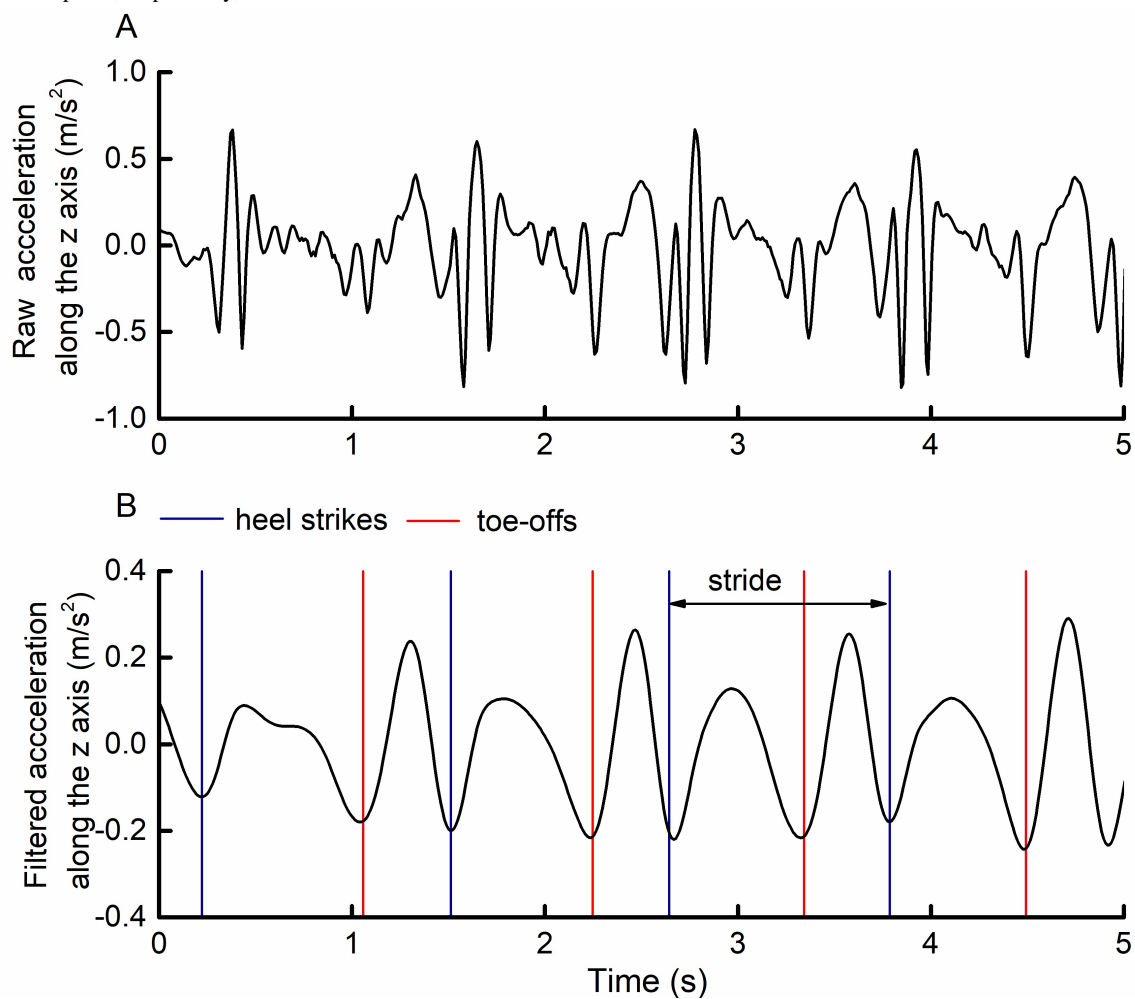 A
Raw accceleration
along the z axis (m/s²)
1.0
0.5
0.0
-0.5
-1.0
0 1 2 3 4 5
B
heel strikes toe-offs
stride
Filtered accceleration
along the z axis (m/s²)
0.4
0.2
0.0
-0.2
-0.4
0 1 2 3 4 5
Time (s)